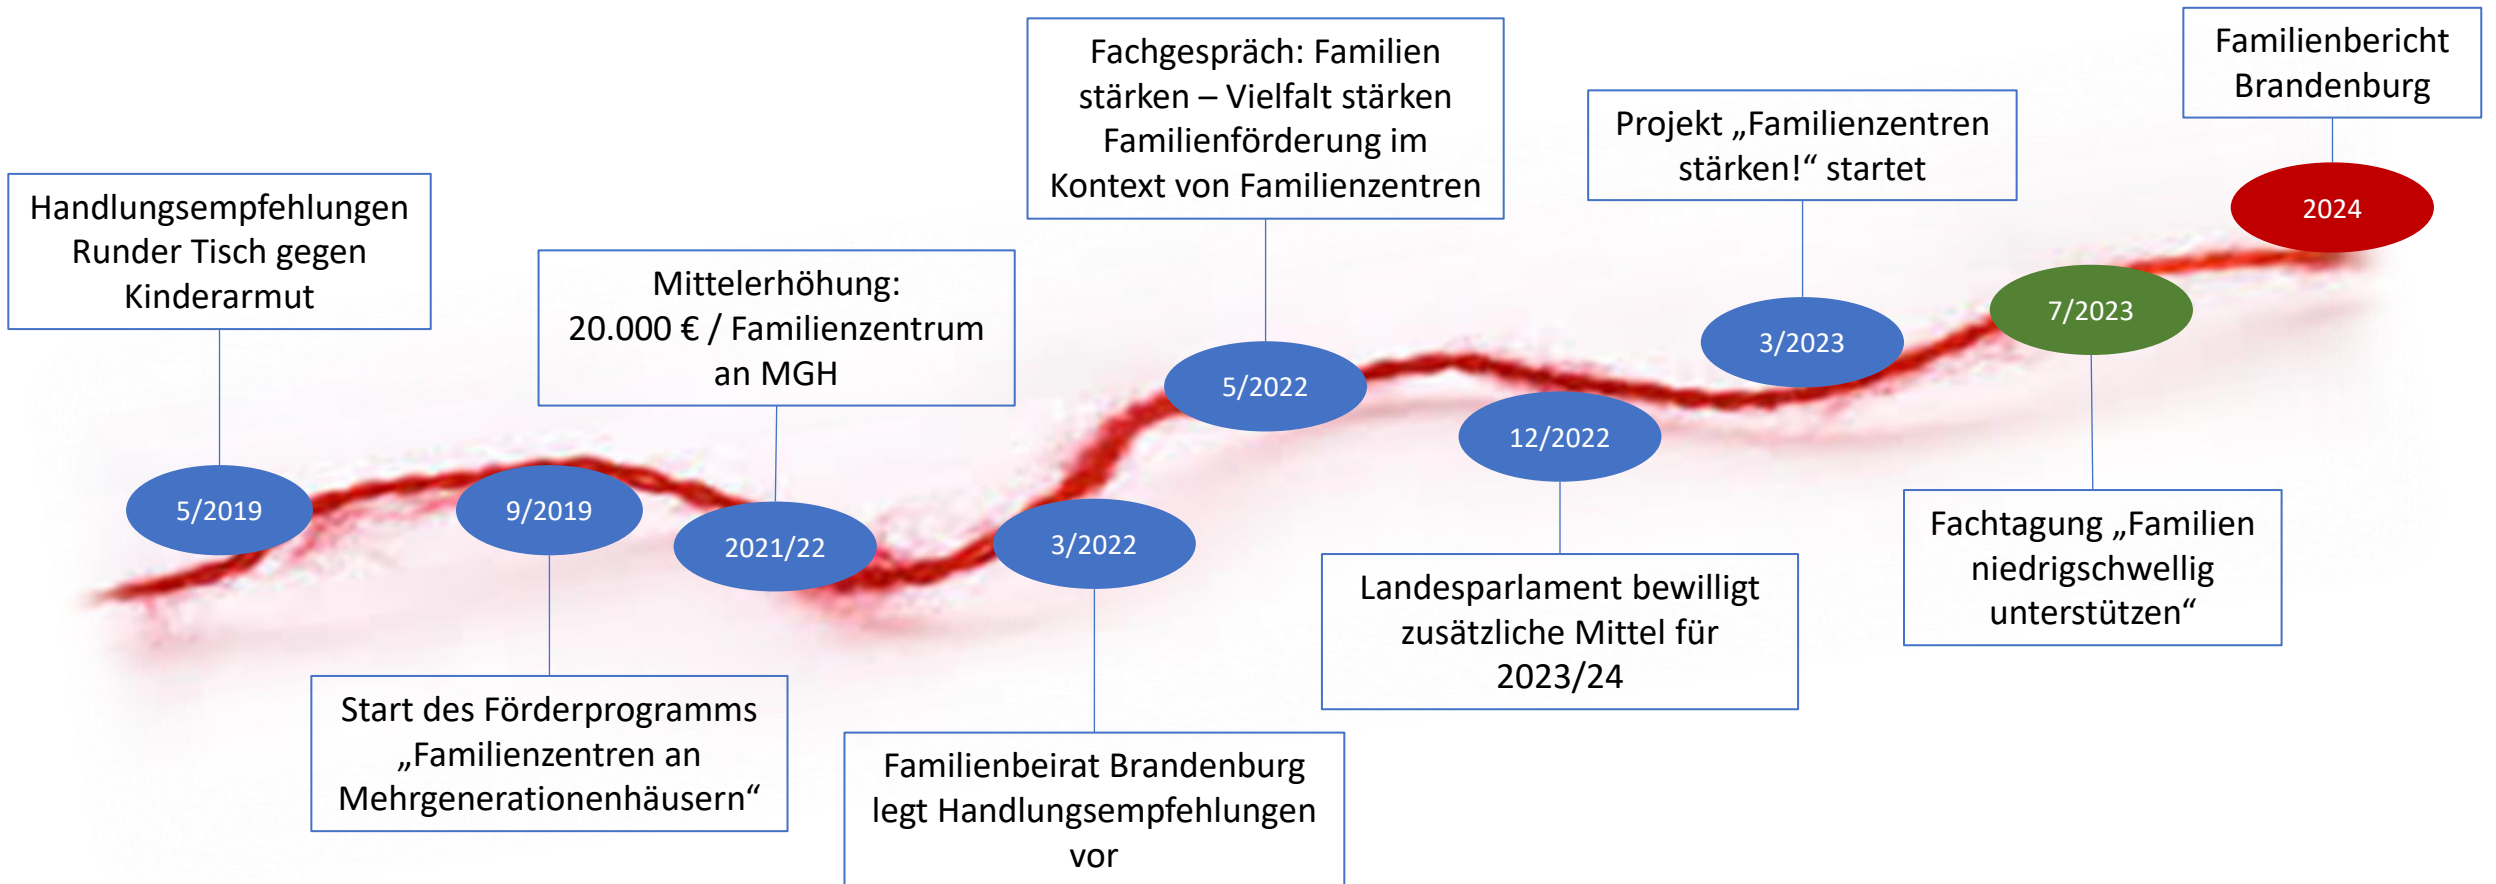 Handlungsempfehlungen
Runder Tisch gegen
Kinderarmut
5/2019
9/2019
Start des Förderprogramms
„Familienzentren an
Mehrgenerationenhäusern“
Mittelerhöhung:
20.000 € / Familienzentrum
an MGH
2021/22
3/2022
Familienbeirat Brandenburg
legt Handlungsempfehlungen
vor
Fachgespräch: Familien
stärken – Vielfalt stärken
Familienförderung im
Kontext von Familienzentren
5/2022
12/2022
Landesparlament bewilligt
zusätzliche Mittel für
2023/24
Projekt „Familienzentren
stärken!“ startet
3/2023
7/2023
Fachtagung „Familien
niedrigschwellig
unterstützen“
Familienbericht
Brandenburg
2024